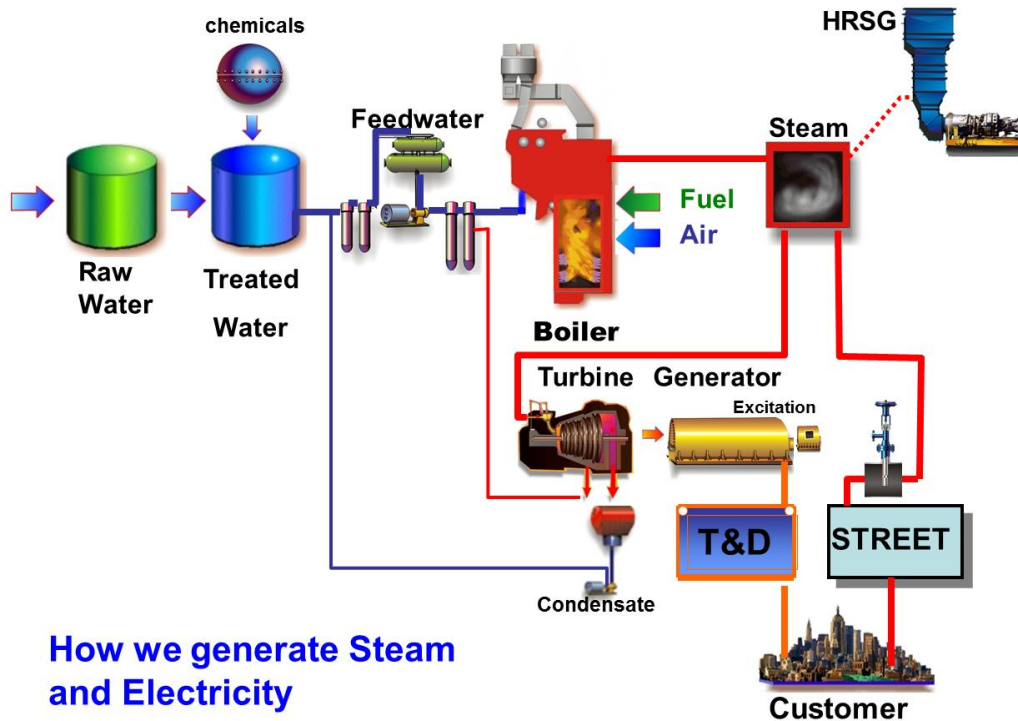 chemicals
HRSG
Feedwater
Steam
Fuel
Air
Raw
Water
Treated
Water
Boiler
Turbine
Generator
Excitation
T&D
STREET
Condensate
How we generate Steam
and Electricity
Customer